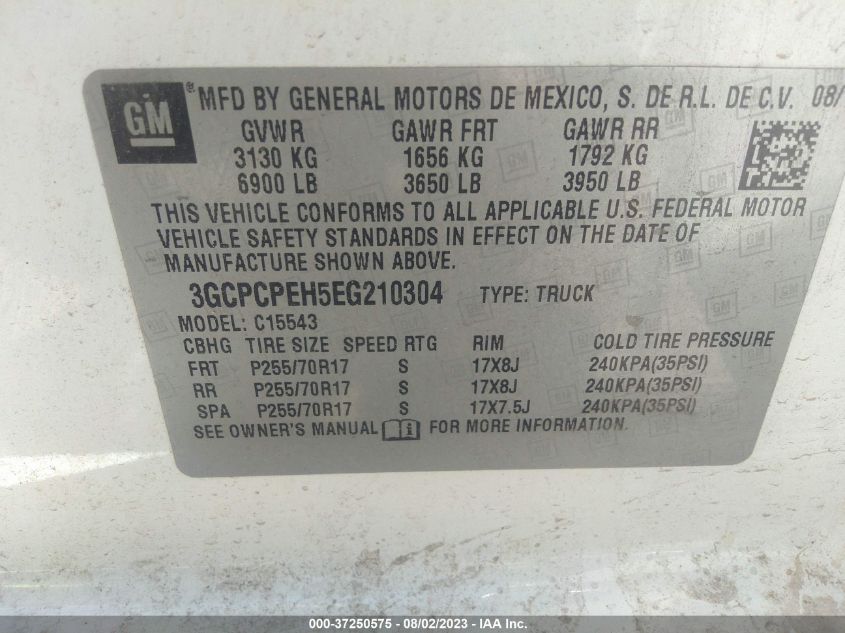 GM
® MFD BY GENERAL MOTORS DE MEXICO, S. DE R.L. DE C.V. 08/
GVWR GAWR FRT GAWR RR
3130 KG 1656 KG 1792 KG
6900 LB 3650 LB 3950 LB
THIS VEHICLE CONFORMS TO ALL APPLICABLE U.S. FEDERAL MOTOR
VEHICLE SAFETY STANDARDS IN EFFECT ON THE DATE OF
MANUFACTURE SHOWN ABOVE.
3GCPCPEH5EG210304 TYPE: TRUCK
MODEL: C15543
CBHG TIRE SIZE SPEED RTG RIM COLD TIRE PRESSURE
FRT P255/70R17 S 17X8J 240KPA(35PSI)
RR P255/70R17 S 17X8J 240KPA(35PSI)
SPA P255/70R17 S 17X7.5J 240KPA(35PSI)
SEE OWNER'S MANUAL FOR MORE INFORMATION.
000-37250575 - 08/02/2023 - IAA Inc.